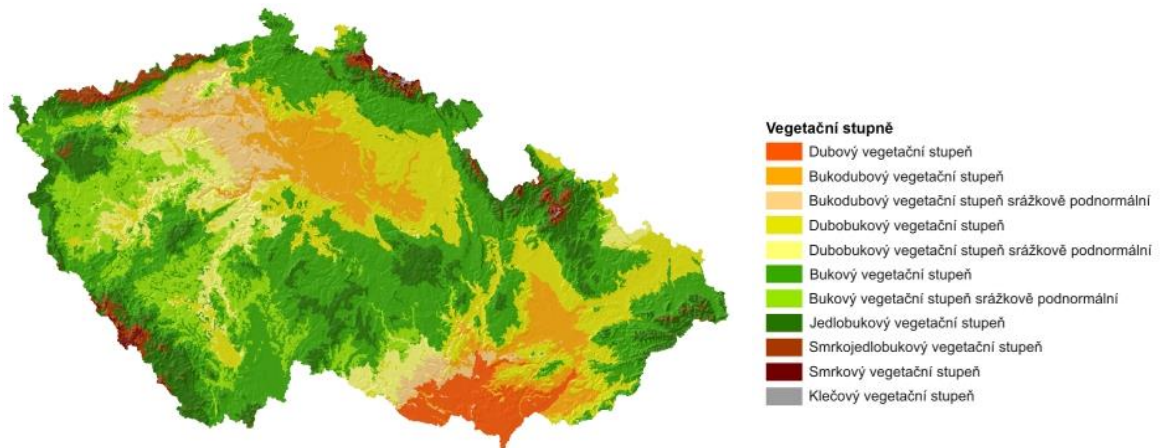 Vegetační stupně
Dubový vegetační stupeň
Bukodubový vegetační stupeň
Bukodubový vegetační stupeň srážkově podnormální
Dubobukový vegetační stupeň
Dubobukový vegetační stupeň srážkově podnormální
Bukový vegetační stupeň
Bukový vegetační stupeň srážkově podnormální
Jedlobukový vegetační stupeň
Smrkojedlobukový vegetační stupeň
Smrkový vegetační stupeň
Klečový vegetační stupeň